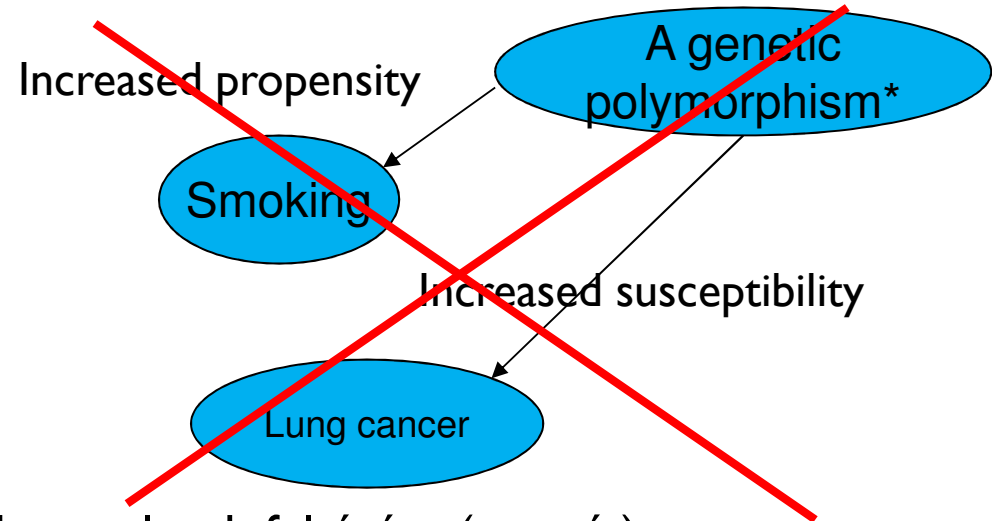 A genetic
polymorphism*
Increased propensity
Smoking
Increased susceptibility
Lung cancer